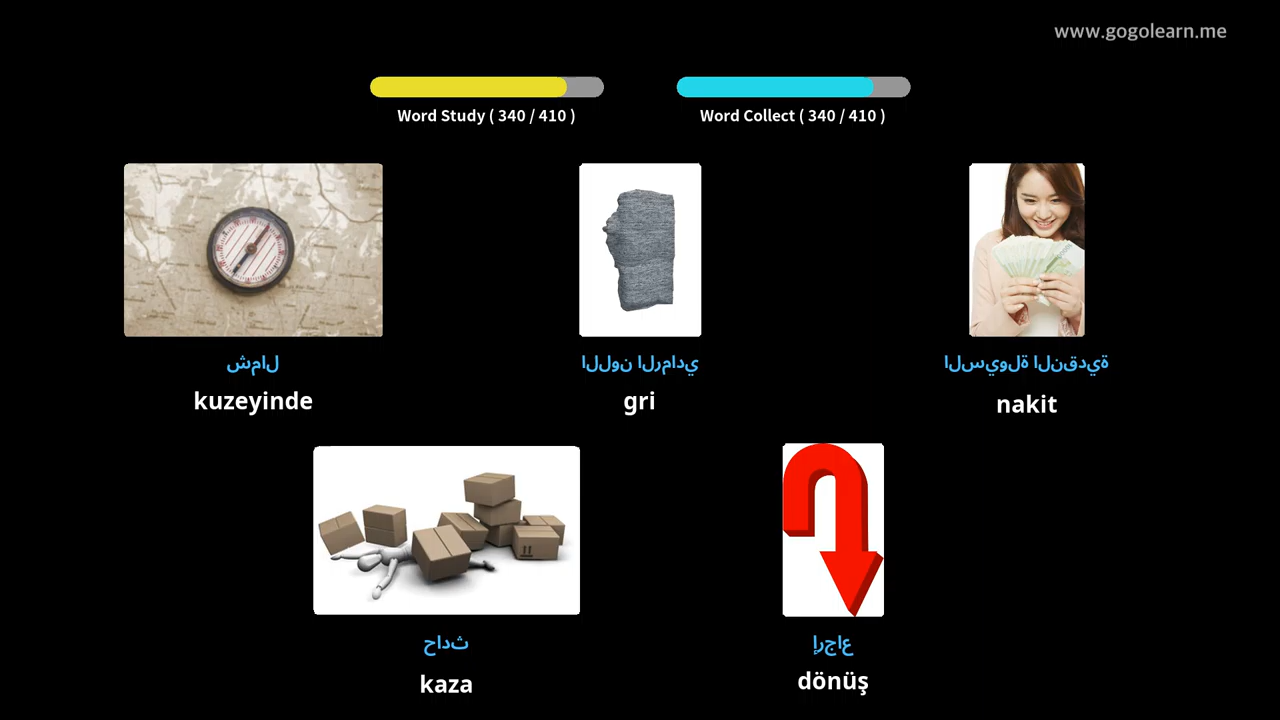 www.gogolearn.me
Word Study ( 340 / 410 )
Word Collect ( 340 / 410 )
شمال
kuzeyinde
اللون الرمادي
gri
السيولة النقدية
nakit
حادث
kaza
إرجاع
dönüş